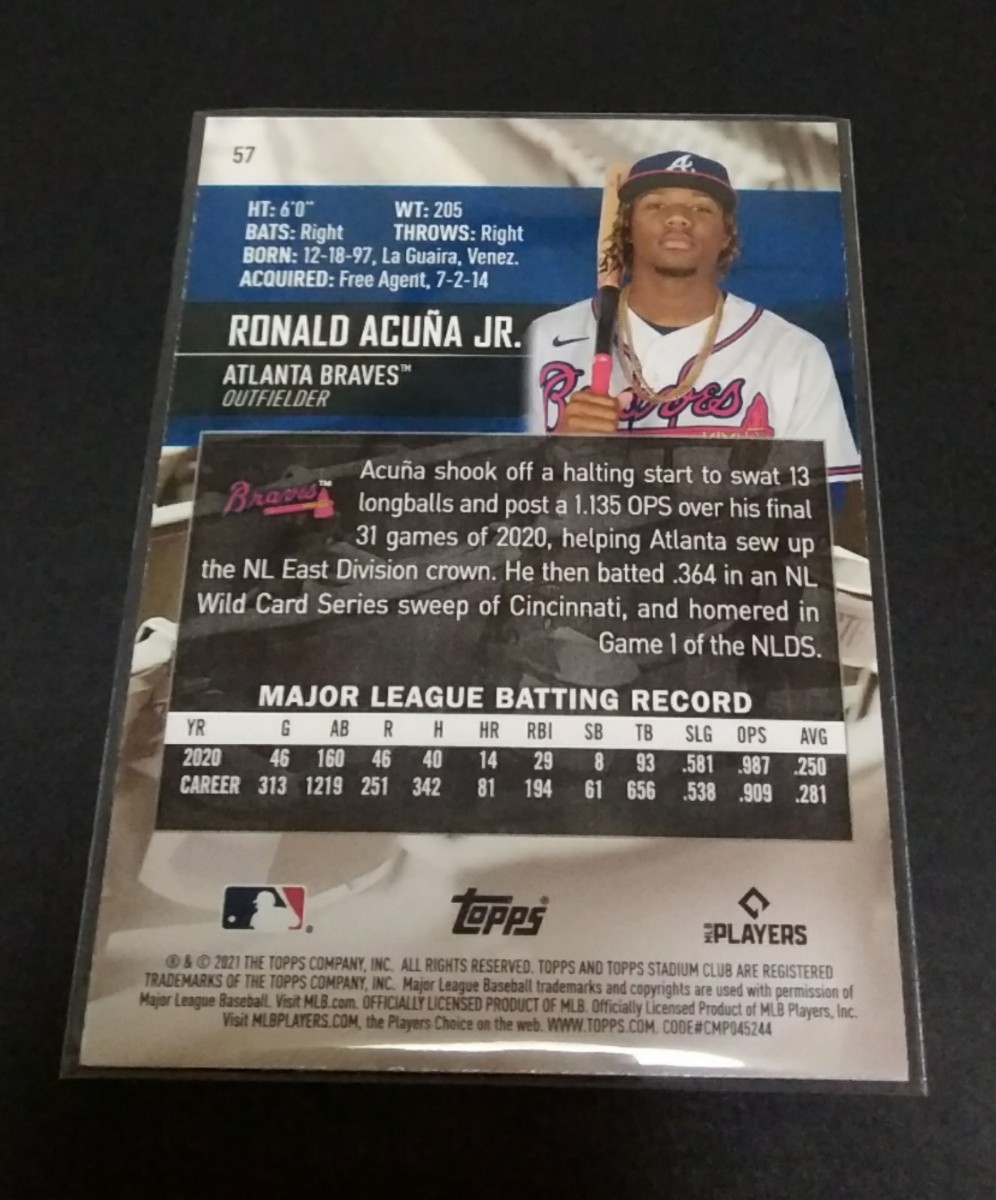 57
HT: 6'0" WT: 205
BATS: Right THROWS: Right
BORN: 12-18-97, La Guaira, Venez.
ACQUIRED: Free Agent, 7-2-14
RONALD ACUÑA JR.
ATLANTA BRAVES™
OUTFIELDER
A
Braves
Braves™
Acuña shook off a halting start to swat 13
longballs and post a 1.135 OPS over his final
31 games of 2020, helping Atlanta sew up
the NL East Division crown. He then batted .364 in an NL
Wild Card Series sweep of Cincinnati, and homered in
Game 1 of the NLDS.
MAJOR LEAGUE BATTING RECORD
YR G AB R H HR RBI SB TB SLG OPS AVG
2020 46 160 46 40 14 29 8 93 .581 .987 .250
CAREER 313 1219 251 342 81 194 61 656 .538 .909 .281
topps®
MLB PLAYERS
® & © 2021 THE TOPPS COMPANY, INC. ALL RIGHTS RESERVED. TOPPS AND TOPPS STADIUM CLUB ARE REGISTERED
TRADEMARKS OF THE TOPPS COMPANY, INC. Major League Baseball trademarks and copyrights are used with permission of
Major League Baseball. Visit MLB.com. OFFICIALLY LICENSED PRODUCT OF MLB. Officially Licensed Product of MLB Players, Inc.
Visit MLBPLAYERS.COM, the Players Choice on the web. WWW.TOPPS.COM. CODE#CMP045244